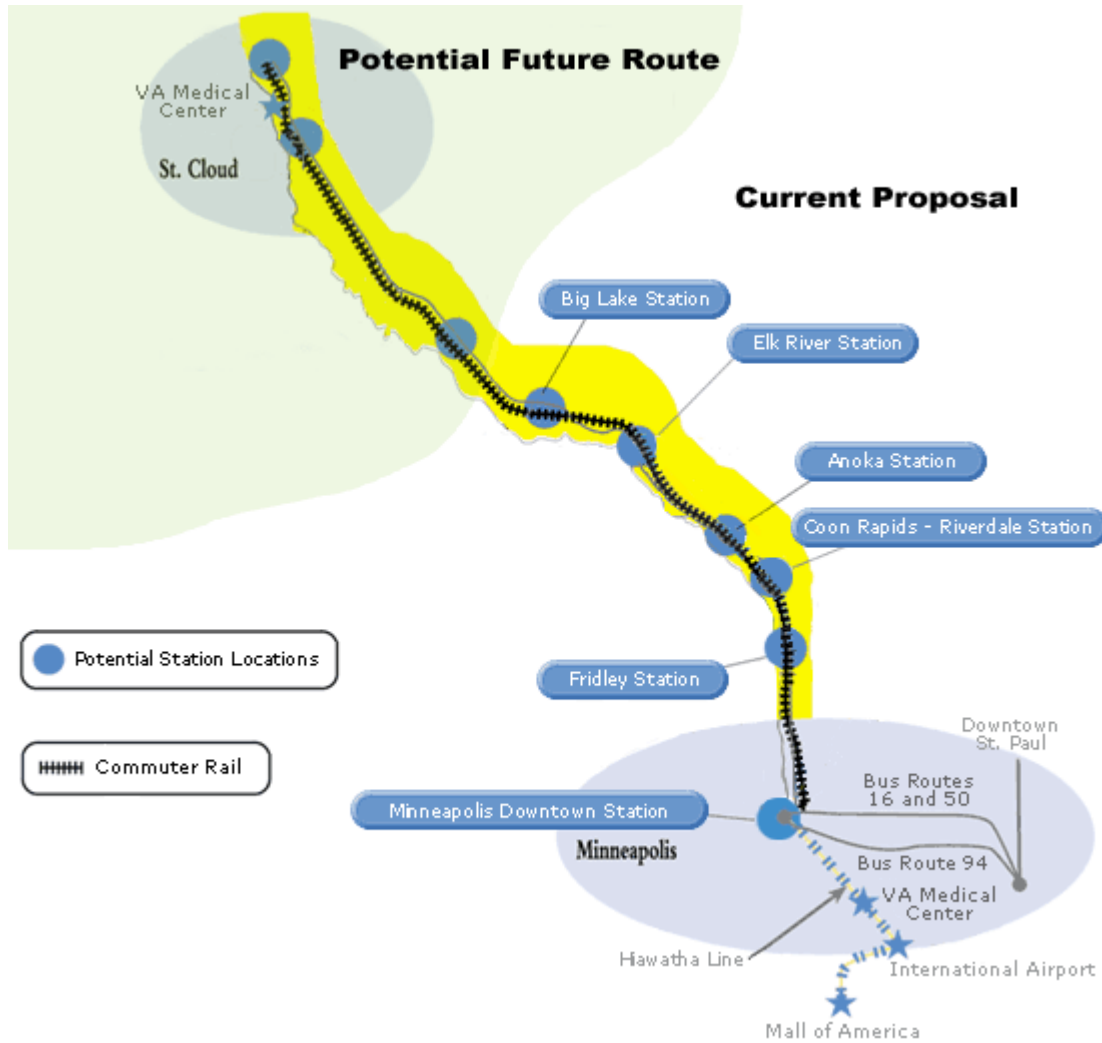 Potential Future Route
VA Medical
Center
St. Cloud
Current Proposal
Big Lake Station
Elk River Station
Anoka Station
Coon Rapids - Riverdale Station
Potential Station Locations
Fridley Station
Commuter Rail
Downtown
St. Paul
Bus Routes
16 and 50
Minneapolis Downtown Station
Minneapolis
Bus Route 94
VA Medical
Center
Hiawatha Line
International Airport
Mall of America